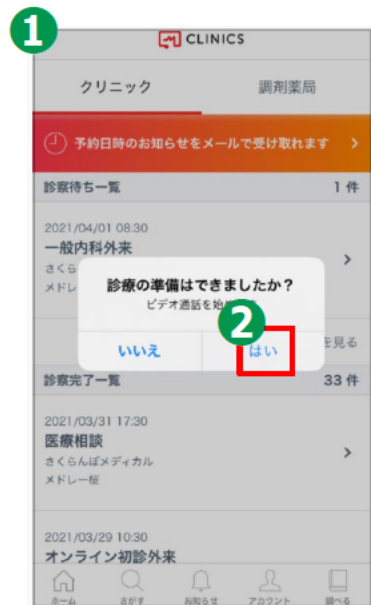 1
CLINICS
クリニック
調剤薬局
予約日時のお知らせをメールで受け取れます
診察待ち一覧 1 件
2021/04/01 08:30
一般内科外来
さくら
メドレ
診療の準備はできましたか？
ビデオ通話を始め
2
いいえ
はい
を見る
診察完了一覧 33 件
2021/03/31 17:30
医療相談
さくらんぼメディカル
メドレー桜
2021/03/29 10:30
オンライン初診外来
ホーム
さがす
お知らせ
アカウント
調べる